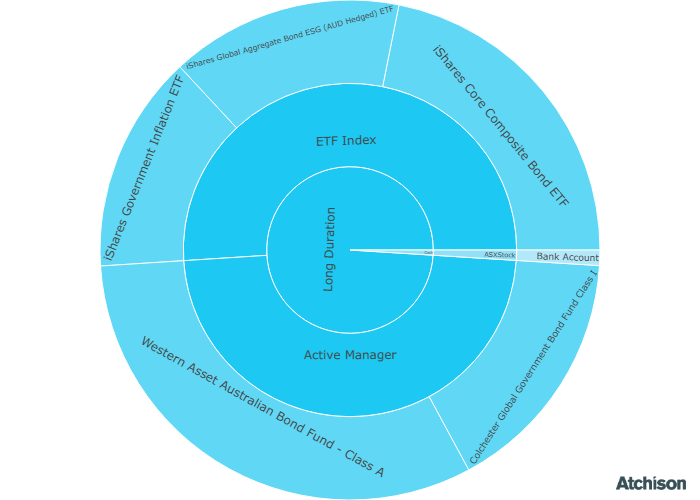 iShares Global Aggregate Bond ESG (AUD Hedged) ETF
iShares Core Composite Bond ETF
iShares Government Inflation ETF
ETF Index
Long Duration
Cash
ASXStock
Bank Account
Active Manager
Western Asset Australian Bond Fund - Class A
Colchester Global Government Bond Fund Class I
Atchison